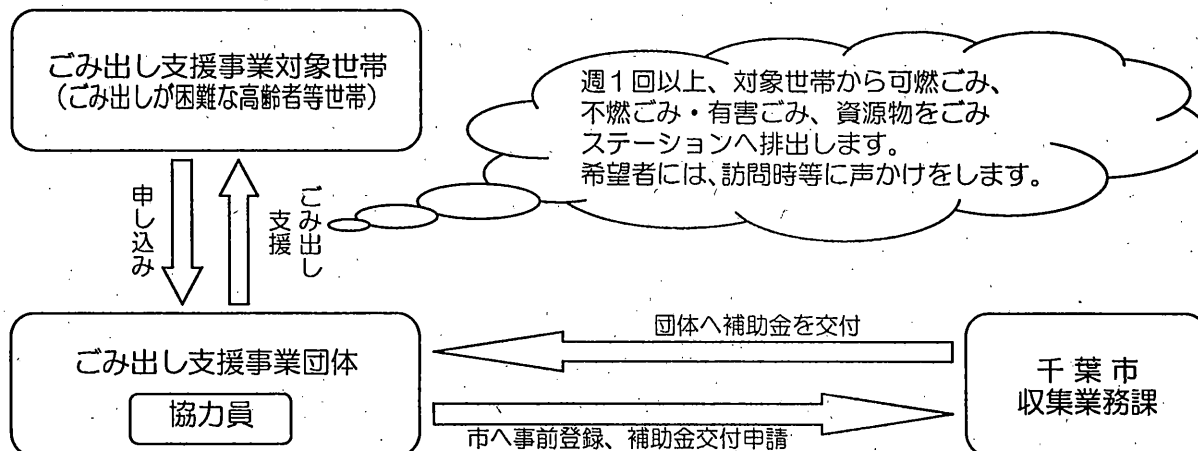 ごみ出し支援事業対象世帯
（ごみ出しが困難な高齢者等世帯）
週１回以上、対象世帯から可燃ごみ、
不燃ごみ・有害ごみ、資源物をごみ
ステーションへ排出します。
希望者には、訪問時等に声かけをします。
申し込み
ごみ出し
支援
団体へ補助金を交付
ごみ出し支援事業団体
協力員
千葉市
収集業務課
市へ事前登録、補助金交付申請